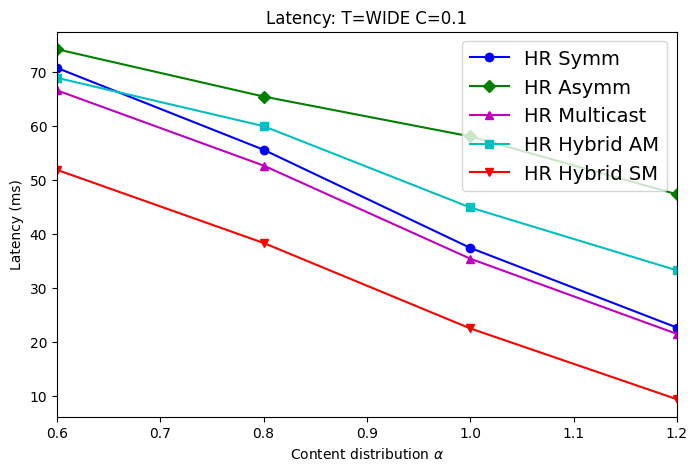 Latency: T=WIDE C=0.1
HR Symm
HR Asymm
HR Multicast
HR Hybrid AM
HR Hybrid SM
Latency (ms)
70
60
50
40
30
20
10
0.6 0.7 0.8 0.9 1.0 1.1 1.2
Content distribution α